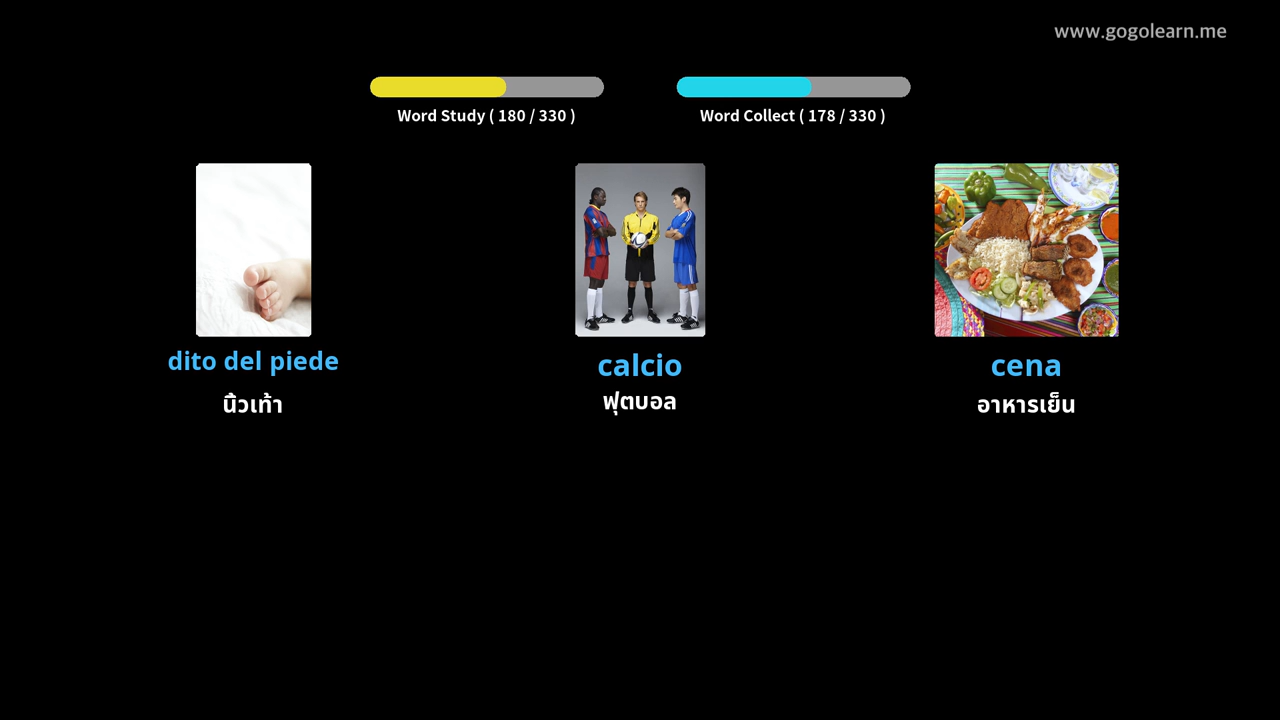 www.gogolearn.me
Word Study ( 180 / 330 )
Word Collect ( 178 / 330 )
dito del piede
calcio
cena
นิ้วเท้า
ฟุตบอล
อาหารเย็น